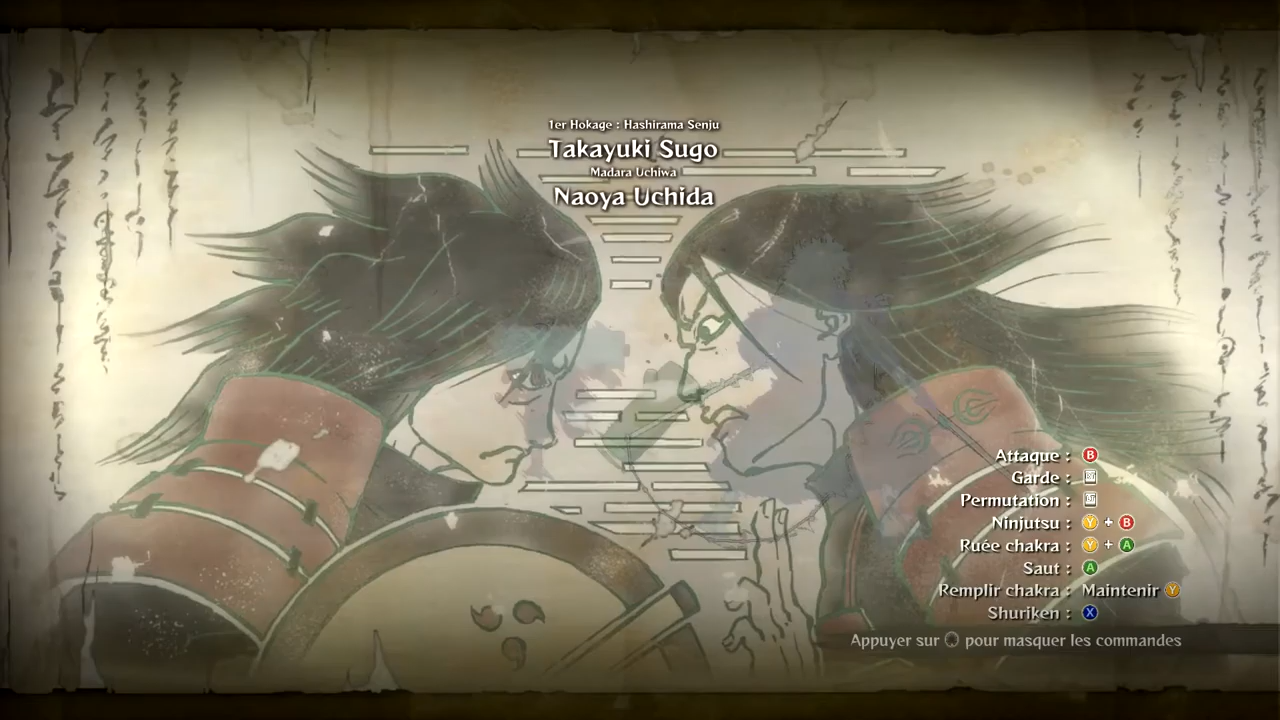 1er Hokage : Hashirama Senju
Takayuki Sugo
Madara Uchiwa
Naoya Uchida
Attaque : B
Garde :
Permutation :
Ninjutsu : Y + B
Ruée chakra : Y + A
Saut : A
Remplir chakra : Maintenir Y
Shuriken : X
Appuyer sur pour masquer les commandes